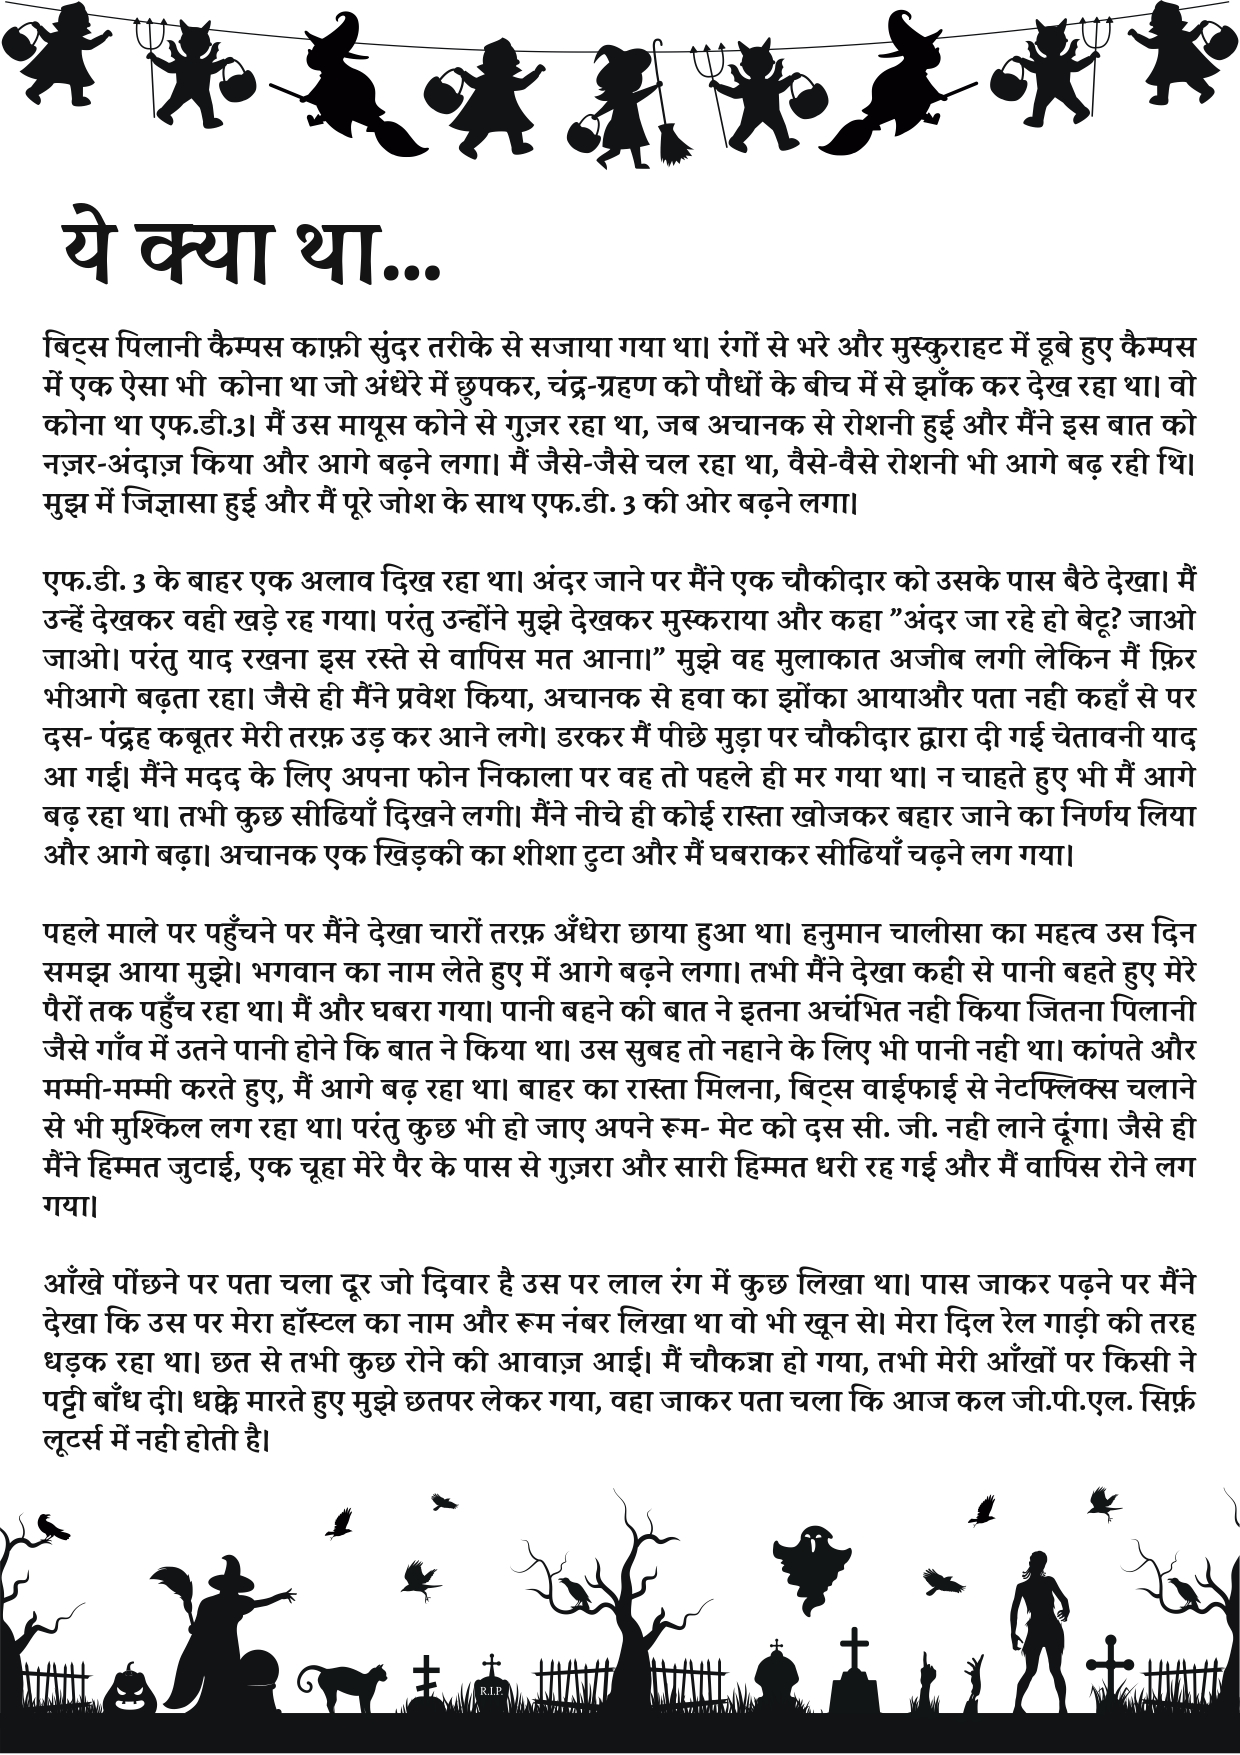 ये क्या था...
बिट्स पिलानी कैम्पस काफ़ी सुंदर तरीके से सजाया गया था। रंगों से भरे और मुस्कुराहट में डूबे हुए कैम्पस
में एक ऐसा भी कोना था जो अंधेरे में छुपकर, चंद्र-ग्रहण को पौधों के बीच में से झाँक कर देख रहा था। वो
कोना था एफ.डी.3। मैं उस मायूस कोने से गुज़र रहा था, जब अचानक से रोशनी हुई और मैंने इस बात को
नज़र-अंदाज़ किया और आगे बढ़ने लगा। मैं जैसे-जैसे चल रहा था, वैसे-वैसे रोशनी भी आगे बढ़ रही थि।
मुझ में जिज्ञासा हुई और मैं पूरे जोश के साथ एफ.डी. 3 की ओर बढ़ने लगा।
एफ.डी. 3 के बाहर एक अलाव दिख रहा था। अंदर जाने पर मैंने एक चौकीदार को उसके पास बैठे देखा। मैं
उन्हें देखकर वही खड़े रह गया। परंतु उन्होंने मुझे देखकर मुस्कराया और कहा ”अंदर जा रहे हो बेटू? जाओ
जाओ। परंतु याद रखना इस रस्ते से वापिस मत आना।” मुझे वह मुलाकात अजीब लगी लेकिन मैं फ़िर
भीआगे बढ़ता रहा। जैसे ही मैंने प्रवेश किया, अचानक से हवा का झोंका आयाऔर पता नहीं कहाँ से पर
दस- पंद्रह कबूतर मेरी तरफ़ उड़ कर आने लगे। डरकर मैं पीछे मुड़ा पर चौकीदार द्वारा दी गई चेतावनी याद
आ गई। मैंने मदद के लिए अपना फोन निकाला पर वह तो पहले ही मर गया था। न चाहते हुए भी मैं आगे
बढ़ रहा था। तभी कुछ सीढियाँ दिखने लगी। मैंने नीचे ही कोई रास्ता खोजकर बहार जाने का निर्णय लिया
और आगे बढ़ा। अचानक एक खिड़की का शीशा टुटा और मैं घबराकर सीढियाँ चढ़ने लग गया।
पहले माले पर पहुँचने पर मैंने देखा चारों तरफ़ अँधेरा छाया हुआ था। हनुमान चालीसा का महत्व उस दिन
समझ आया मुझे। भगवान का नाम लेते हुए में आगे बढ़ने लगा। तभी मैंने देखा कहीं से पानी बहते हुए मेरे
पैरों तक पहुँच रहा था। मैं और घबरा गया। पानी बहने की बात ने इतना अचंभित नहीं किया जितना पिलानी
जैसे गाँव में उतने पानी होने कि बात ने किया था। उस सुबह तो नहाने के लिए भी पानी नहीं था। कांपते और
मम्मी-मम्मी करते हुए, मैं आगे बढ़ रहा था। बाहर का रास्ता मिलना, बिट्स वाईफाई से नेटफ्लिक्स चलाने
से भी मुश्किल लग रहा था। परंतु कुछ भी हो जाए अपने रूम- मेट को दस सी. जी. नहीं लाने दूंगा। जैसे ही
मैंने हिम्मत जुटाई, एक चूहा मेरे पैर के पास से गुज़रा और सारी हिम्मत धरी रह गई और मैं वापिस रोने लग
गया।
आँखे पोंछने पर पता चला दूर जो दिवार है उस पर लाल रंग में कुछ लिखा था। पास जाकर पढ़ने पर मैंने
देखा कि उस पर मेरा हॉस्टल का नाम और रूम नंबर लिखा था वो भी खून से। मेरा दिल रेल गाड़ी की तरह
धड़क रहा था। छत से तभी कुछ रोने की आवाज़ आई। मैं चौकन्ना हो गया, तभी मेरी आँखों पर किसी ने
पट्टी बाँध दी। धक्के मारते हुए मुझे छतपर लेकर गया, वहा जाकर पता चला कि आज कल जी.पी.एल. सिर्फ़
लूटर्स में नहीं होती है।
R.I.P.